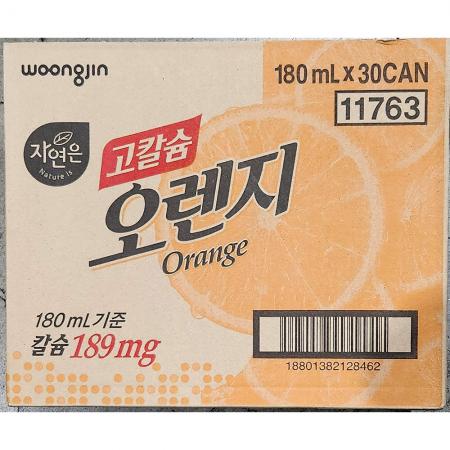 woongjin
180 mL X 30CAN
11763
자연은
Nature is
고칼슘
오렌지
Orange
180 mL 기준
칼슘 189mg
18801382128462